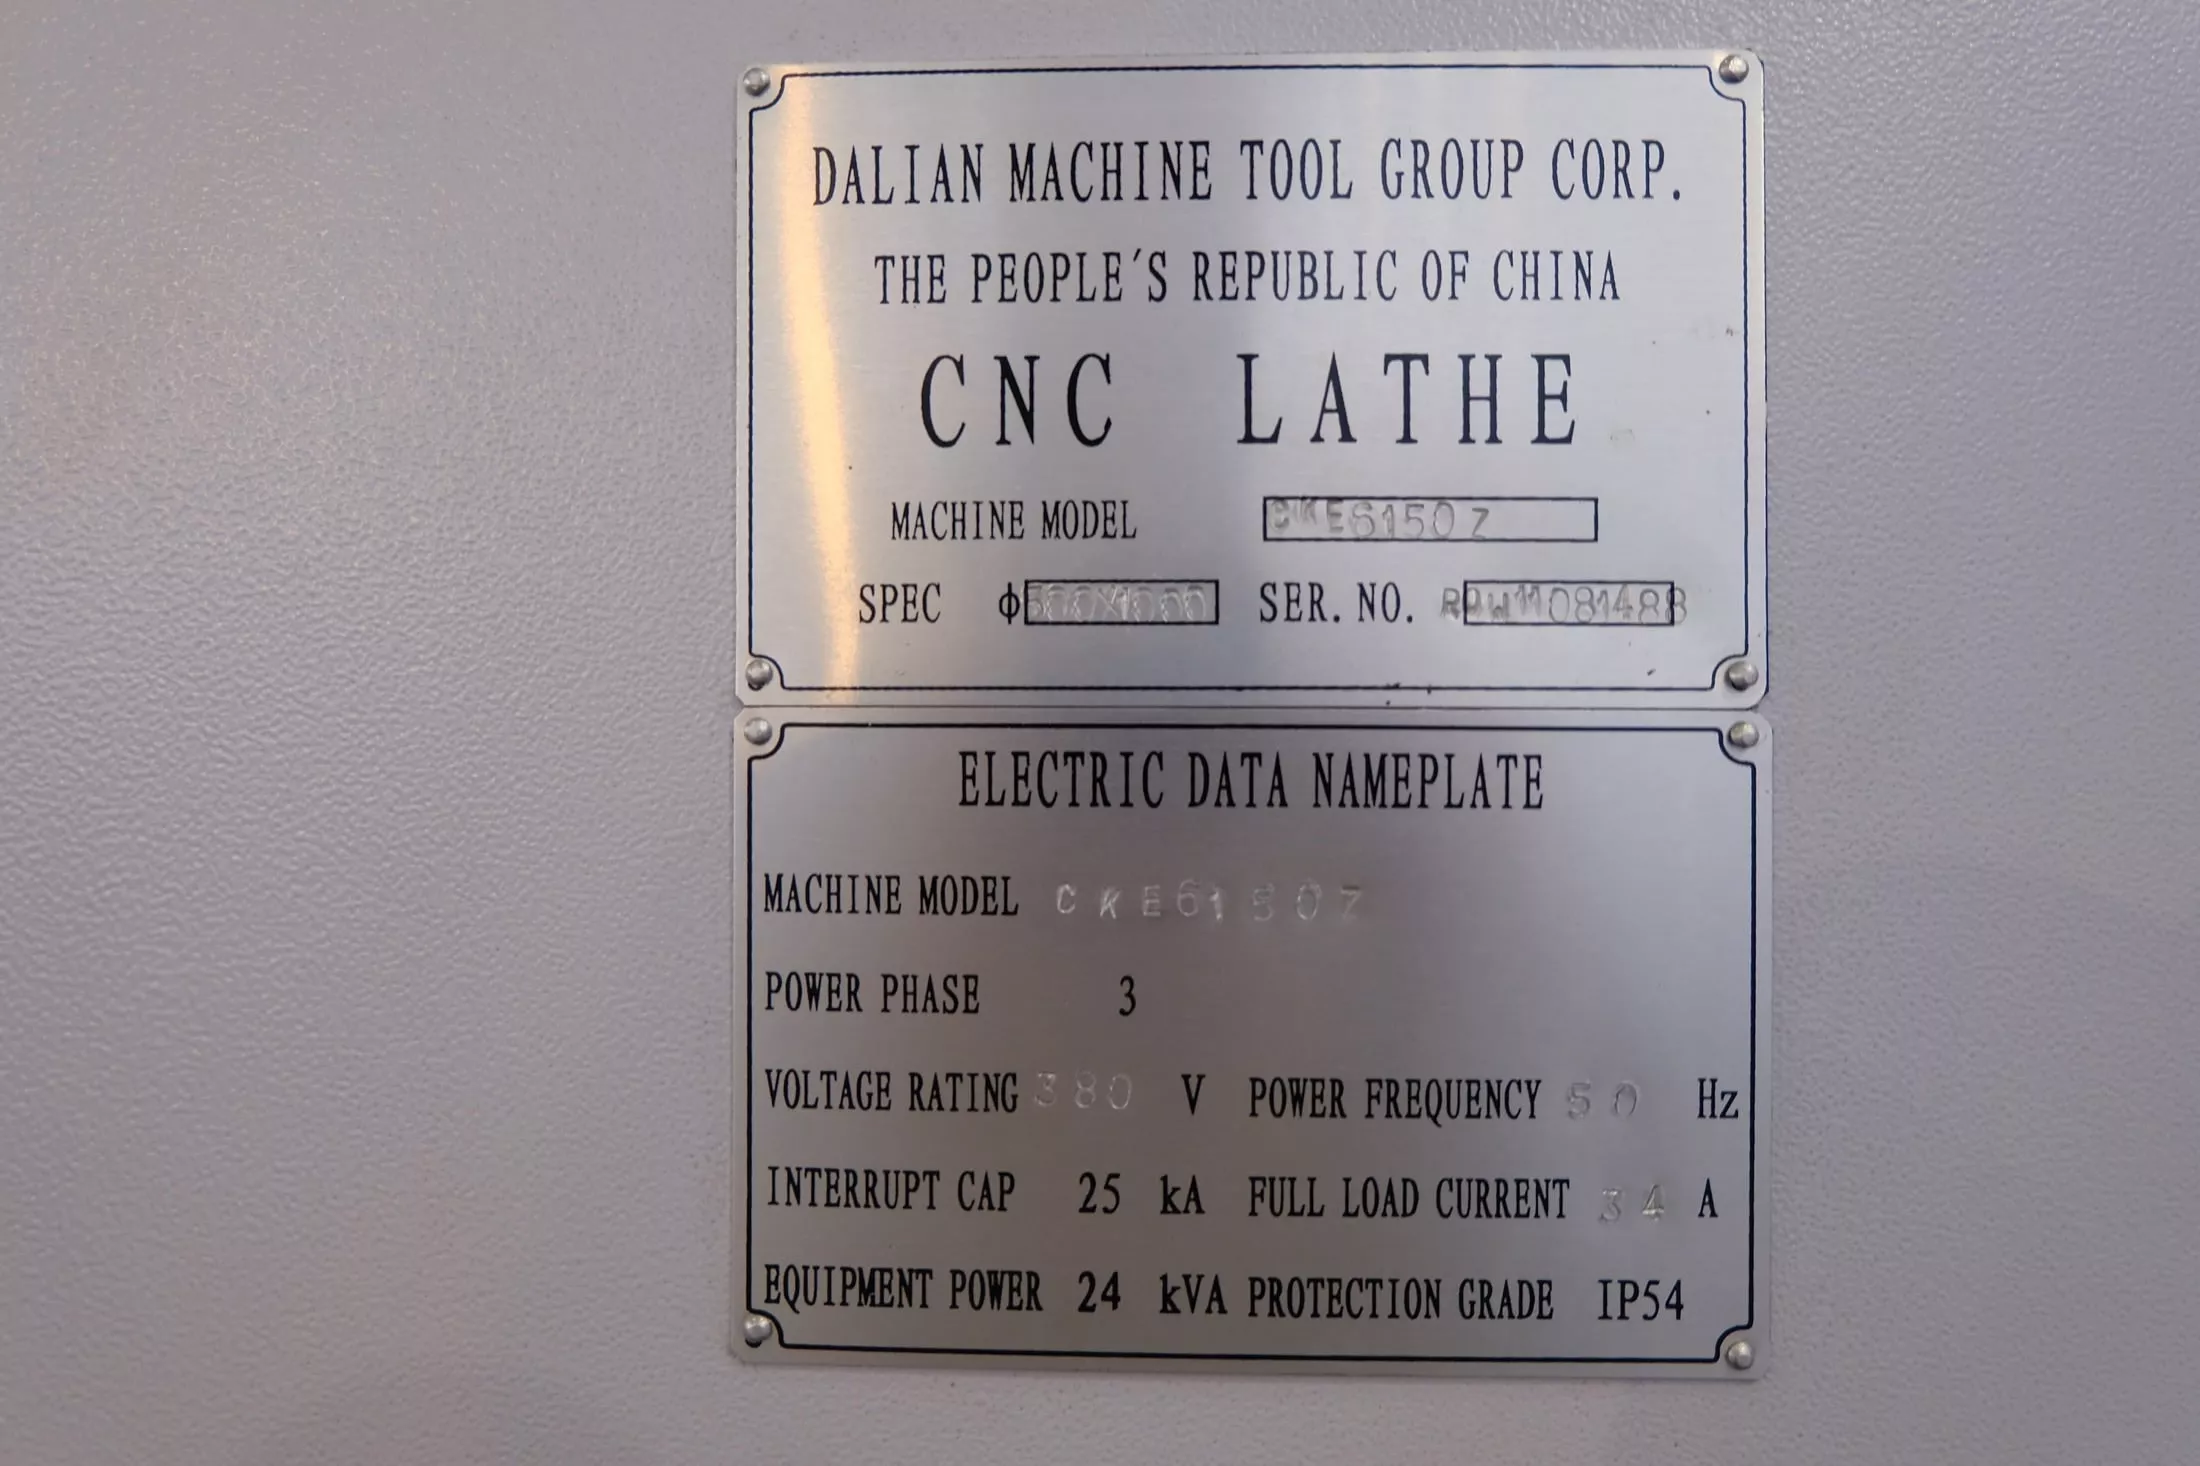 DALIAN MACHINE TOOL GROUP CORP.
THE PEOPLE'S REPUBLIC OF CHINA
CNC LATHE
MACHINE MODEL CKE6150Z
SPEC ϕ500X1000 SER. NO. RDW11081488
ELECTRIC DATA NAMEPLATE
MACHINE MODEL CKE6150Z
POWER PHASE 3
VOLTAGE RATING 380 V POWER FREQUENCY 50 Hz
INTERRUPT CAP 25 kA FULL LOAD CURRENT 34 A
EQUIPMENT POWER 24 kVA PROTECTION GRADE IP54